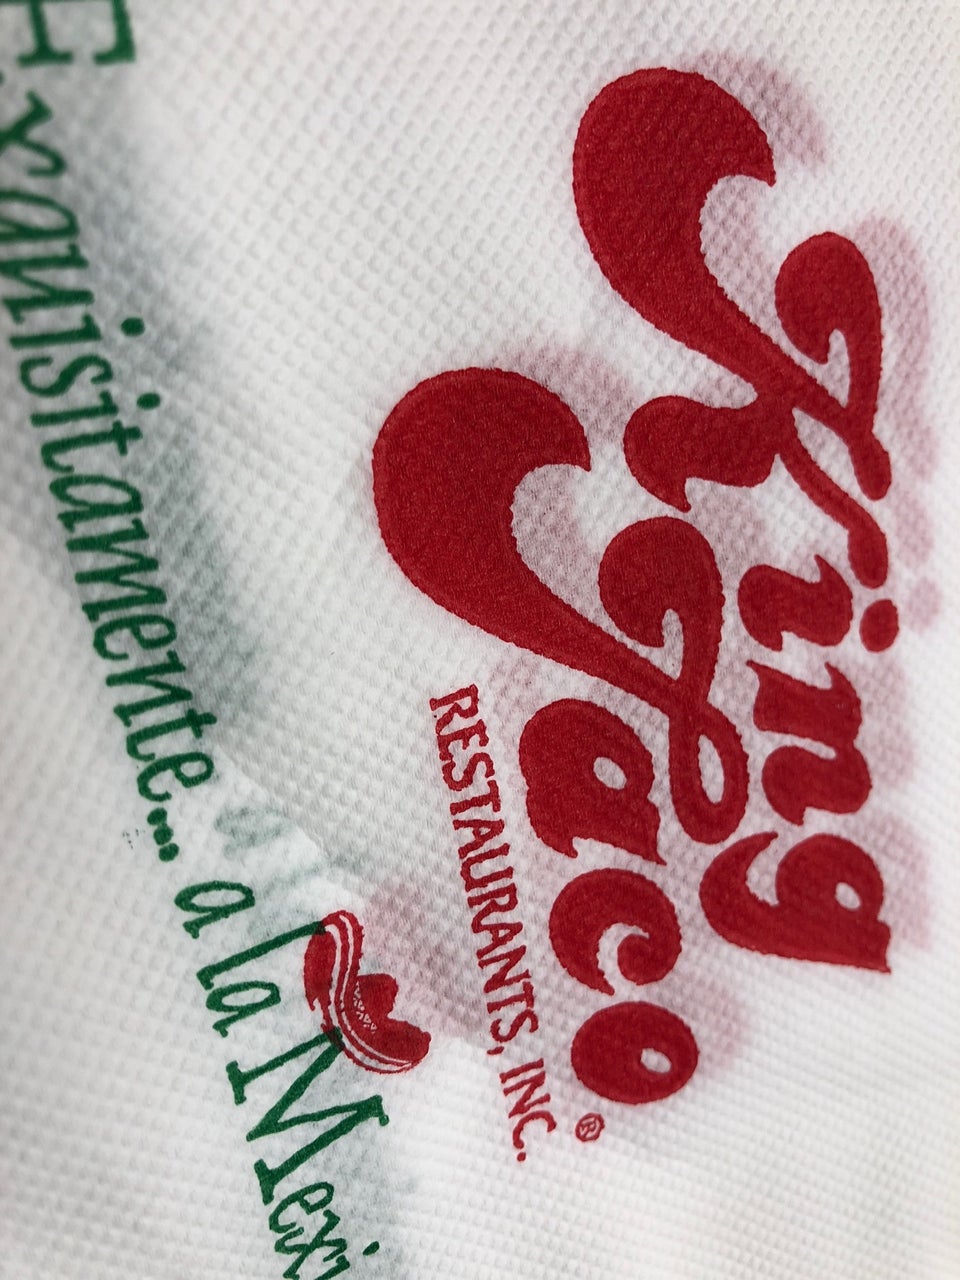 King
Taco
RESTAURANTS, INC.
®
Exquisitamente... a la Mexi